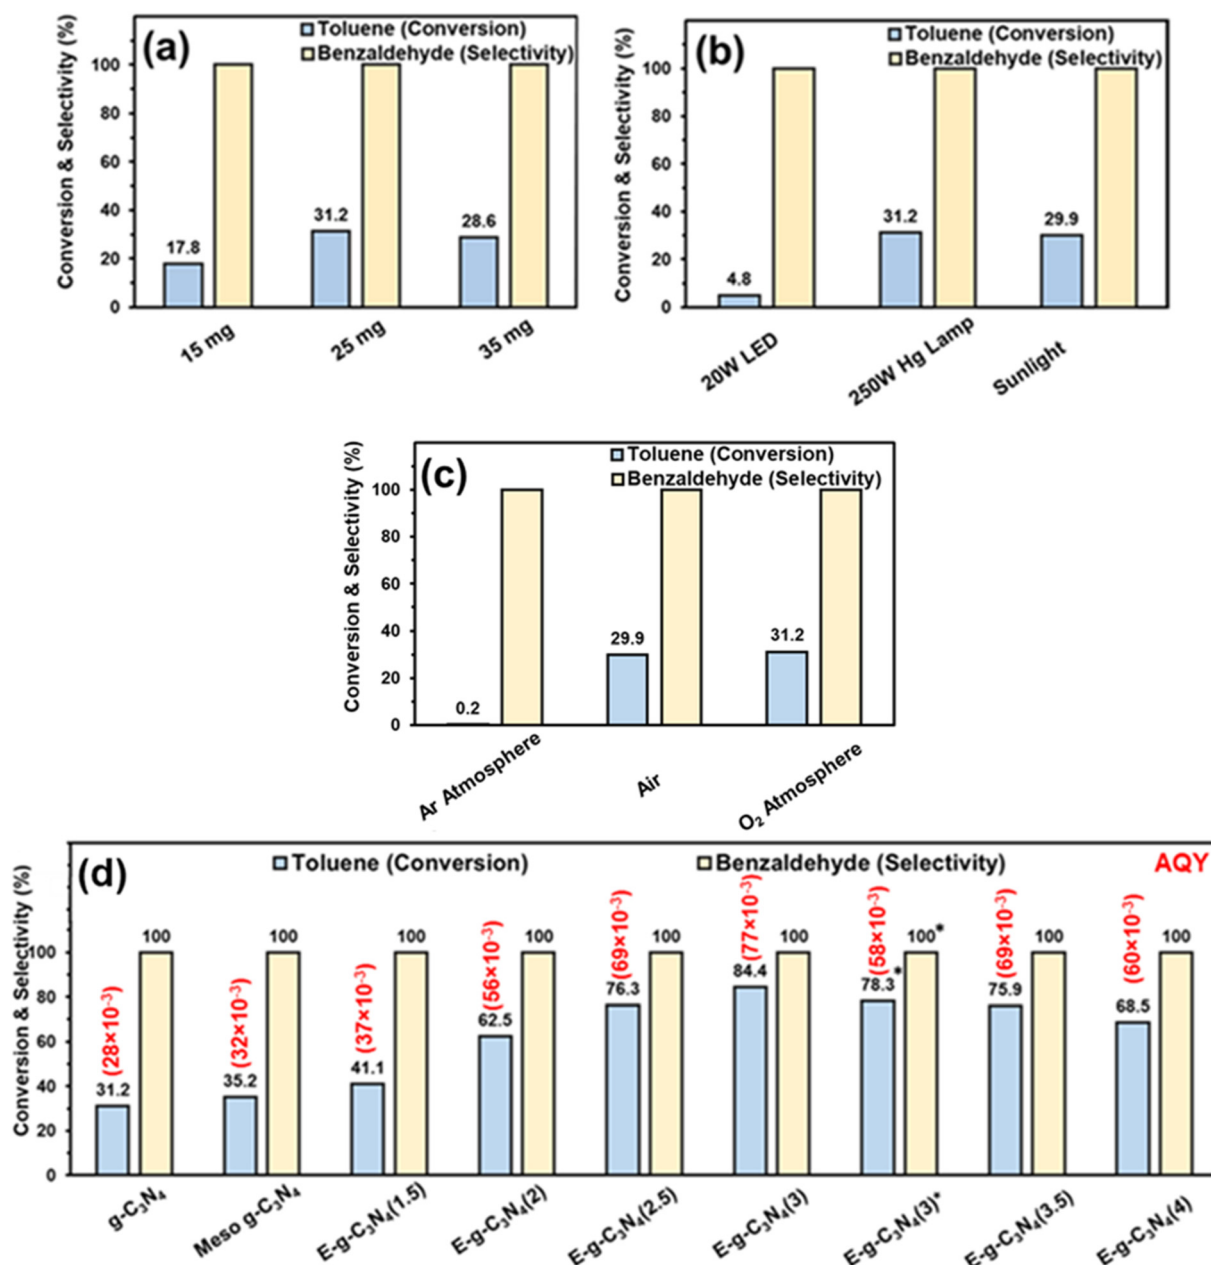 (a)
Toluene (Conversion)
Benzaldehyde (Selectivity)
Conversion & Selectivity (%)
100
80
60
40
20
0
17.8
31.2
28.6
15 mg
25 mg
35 mg
(b)
Toluene (Conversion)
Benzaldehyde (Selectivity)
Conversion & Selectivity (%)
100
80
60
40
20
0
4.8
31.2
29.9
20W LED
250W Hg Lamp
Sunlight
(c)
Toluene (Conversion)
Benzaldehyde (Selectivity)
Conversion & Selectivity (%)
100
80
60
40
20
0
0.2
29.9
31.2
Ar Atmosphere
Air
O₂ Atmosphere
(d)
Toluene (Conversion)
Benzaldehyde (Selectivity)
AQY
Conversion & Selectivity (%)
100
80
60
40
20
0
(28×10⁻³)
31.2
100
(32×10⁻³)
35.2
100
(37×10⁻³)
41.1
100
(56×10⁻³)
62.5
100
(69×10⁻³)
76.3
100
(77×10⁻³)
84.4
100
(58×10⁻³)
78.3*
100*
(69×10⁻³)
75.9
100
(60×10⁻³)
68.5
100
g-C₃N₄
Meso g-C₃N₄
E-g-C₃N₄(1.5)
E-g-C₃N₄(2)
E-g-C₃N₄(2.5)
E-g-C₃N₄(3)
E-g-C₃N₄(3)*
E-g-C₃N₄(3.5)
E-g-C₃N₄(4)